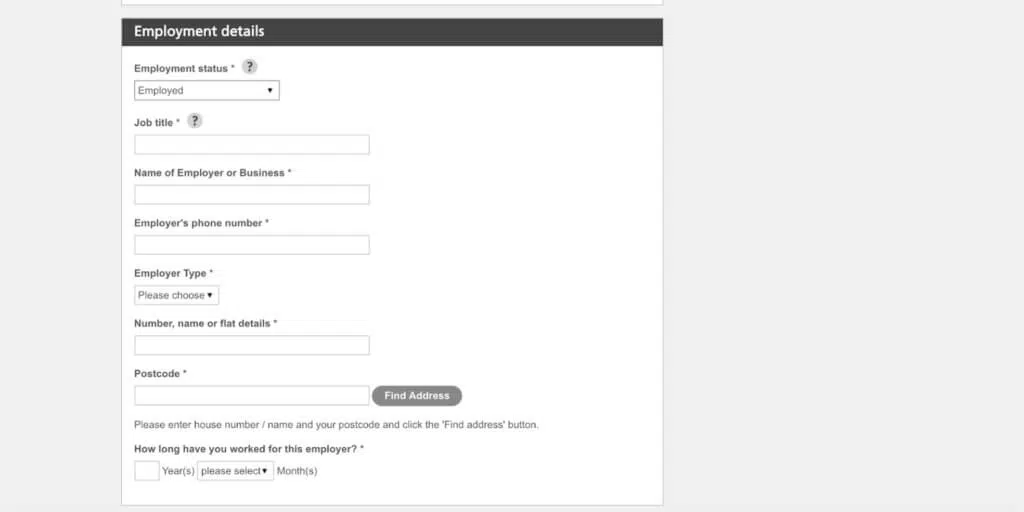 Employment details
Employment status * ?
Employed
Job title * ?
Name of Employer or Business *
Employer's phone number *
Employer Type *
Please choose
Number, name or flat details *
Postcode *
Find Address
Please enter house number / name and your postcode and click the 'Find address' button.
How long have you worked for this employer? *
Year(s) please select Month(s)